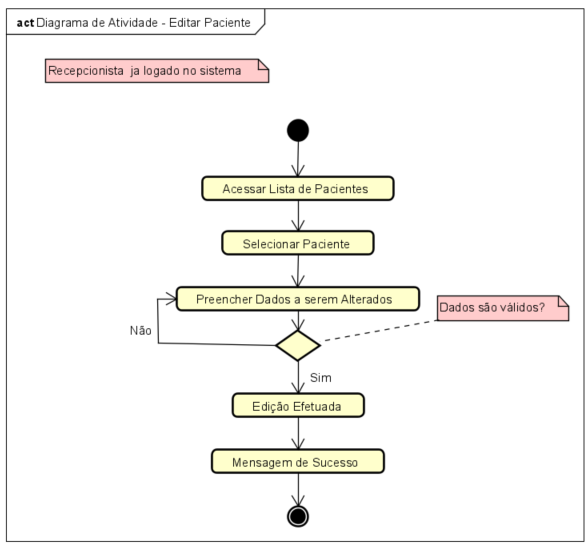 act Diagrama de Atividade - Editar Paciente
Recepcionista ja logado no sistema
Acessar Lista de Pacientes
Selecionar Paciente
Preencher Dados a serem Alterados
Dados são válidos?
Não
Sim
Edição Efetuada
Mensagem de Sucesso